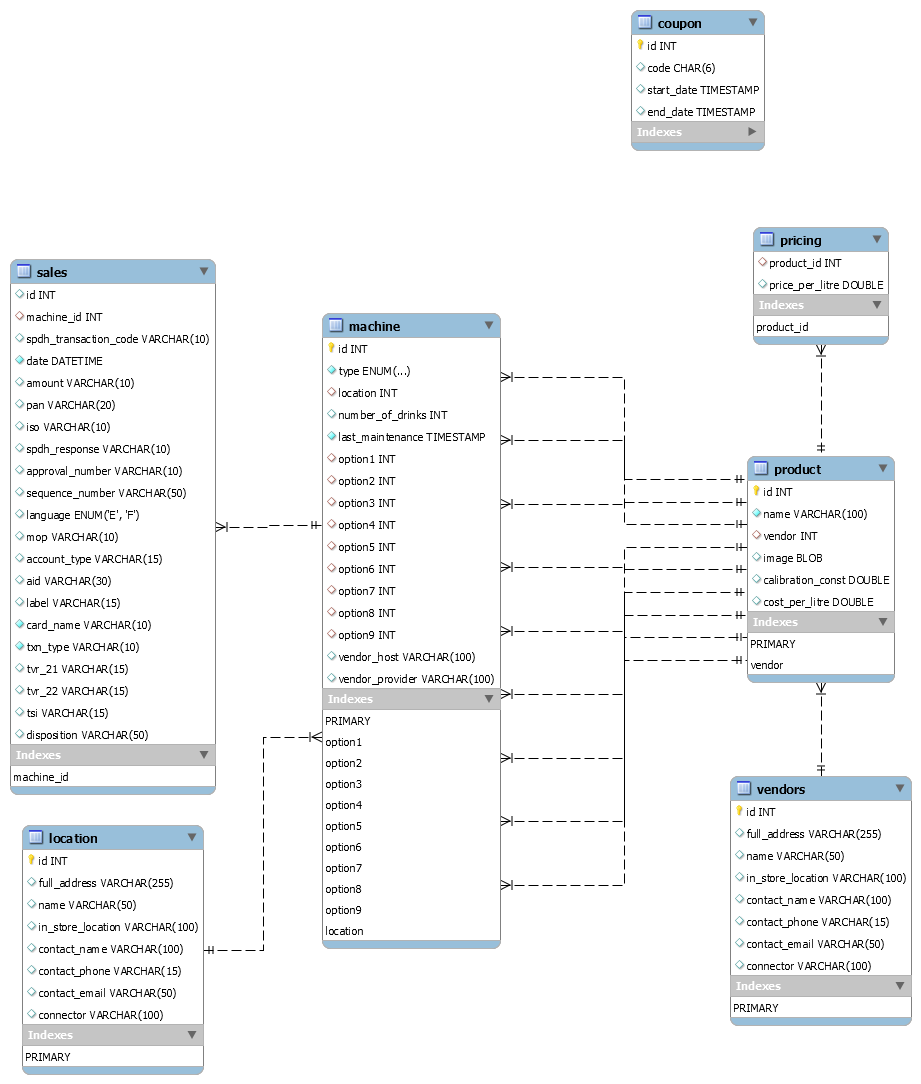 coupon
id INT
code CHAR(6)
start_date TIMESTAMP
end_date TIMESTAMP
Indexes
pricing
product_id INT
price_per_litre DOUBLE
Indexes
product_id
sales
id INT
machine_id INT
spdh_transaction_code VARCHAR(10)
date DATETIME
amount VARCHAR(10)
pan VARCHAR(20)
iso VARCHAR(10)
spdh_response VARCHAR(10)
approval_number VARCHAR(10)
sequence_number VARCHAR(50)
language ENUM('E', 'F')
mop VARCHAR(10)
account_type VARCHAR(15)
aid VARCHAR(30)
label VARCHAR(15)
card_name VARCHAR(10)
txn_type VARCHAR(10)
tvr_21 VARCHAR(15)
tvr_22 VARCHAR(15)
tsi VARCHAR(15)
disposition VARCHAR(50)
Indexes
machine_id
machine
id INT
type ENUM(...)
location INT
number_of_drinks INT
last_maintenance TIMESTAMP
option1 INT
option2 INT
option3 INT
option4 INT
option5 INT
option6 INT
option7 INT
option8 INT
option9 INT
vendor_host VARCHAR(100)
vendor_provider VARCHAR(100)
Indexes
PRIMARY
option1
option2
option3
option4
option5
option6
option7
option8
option9
location
product
id INT
name VARCHAR(100)
vendor INT
image BLOB
calibration_const DOUBLE
cost_per_litre DOUBLE
Indexes
PRIMARY
vendor
location
id INT
full_address VARCHAR(255)
name VARCHAR(50)
in_store_location VARCHAR(100)
contact_name VARCHAR(100)
contact_phone VARCHAR(15)
contact_email VARCHAR(50)
connector VARCHAR(100)
Indexes
PRIMARY
vendors
id INT
full_address VARCHAR(255)
name VARCHAR(50)
in_store_location VARCHAR(100)
contact_name VARCHAR(100)
contact_phone VARCHAR(15)
contact_email VARCHAR(50)
connector VARCHAR(100)
Indexes
PRIMARY